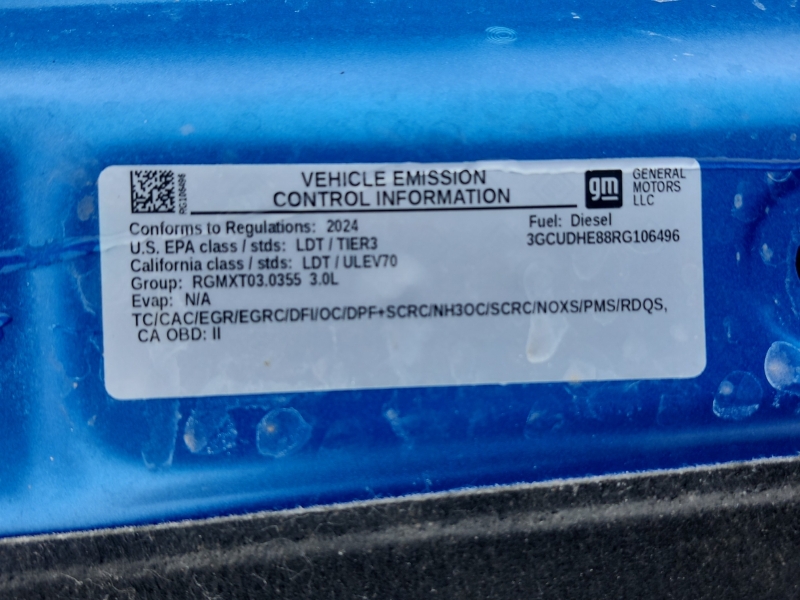 VEHICLE EMISSION
CONTROL INFORMATION
gm
GENERAL
MOTORS
LLC
RG106496
Conforms to Regulations: 2024
Fuel: Diesel
U.S. EPA class / stds: LDT / TIER3
3GCUDHE88RG106496
California class / stds: LDT / ULEV70
Group: RGMXT03.0355 3.0L
Evap: N/A
TC/CAC/EGR/EGRC/DFI/OC/DPF+SCRC/NH3OC/SCRC/NOXS/PMS/RDQS,
CA OBD: II